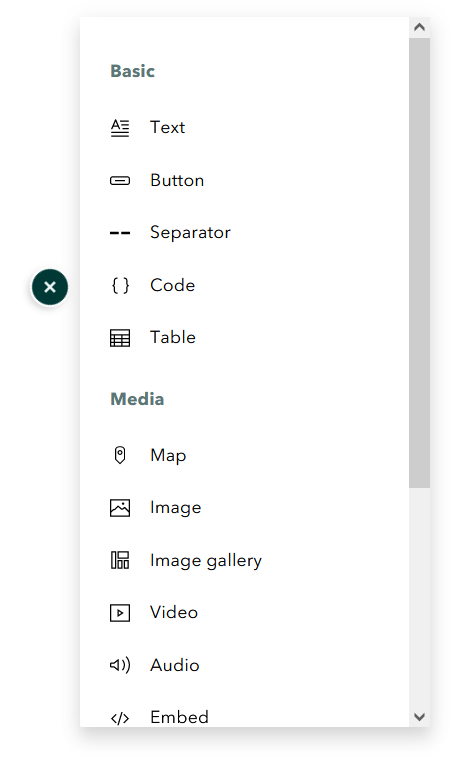 Basic
Text
Button
Separator
Code
Table
Media
Map
Image
Image gallery
Video
Audio
Embed